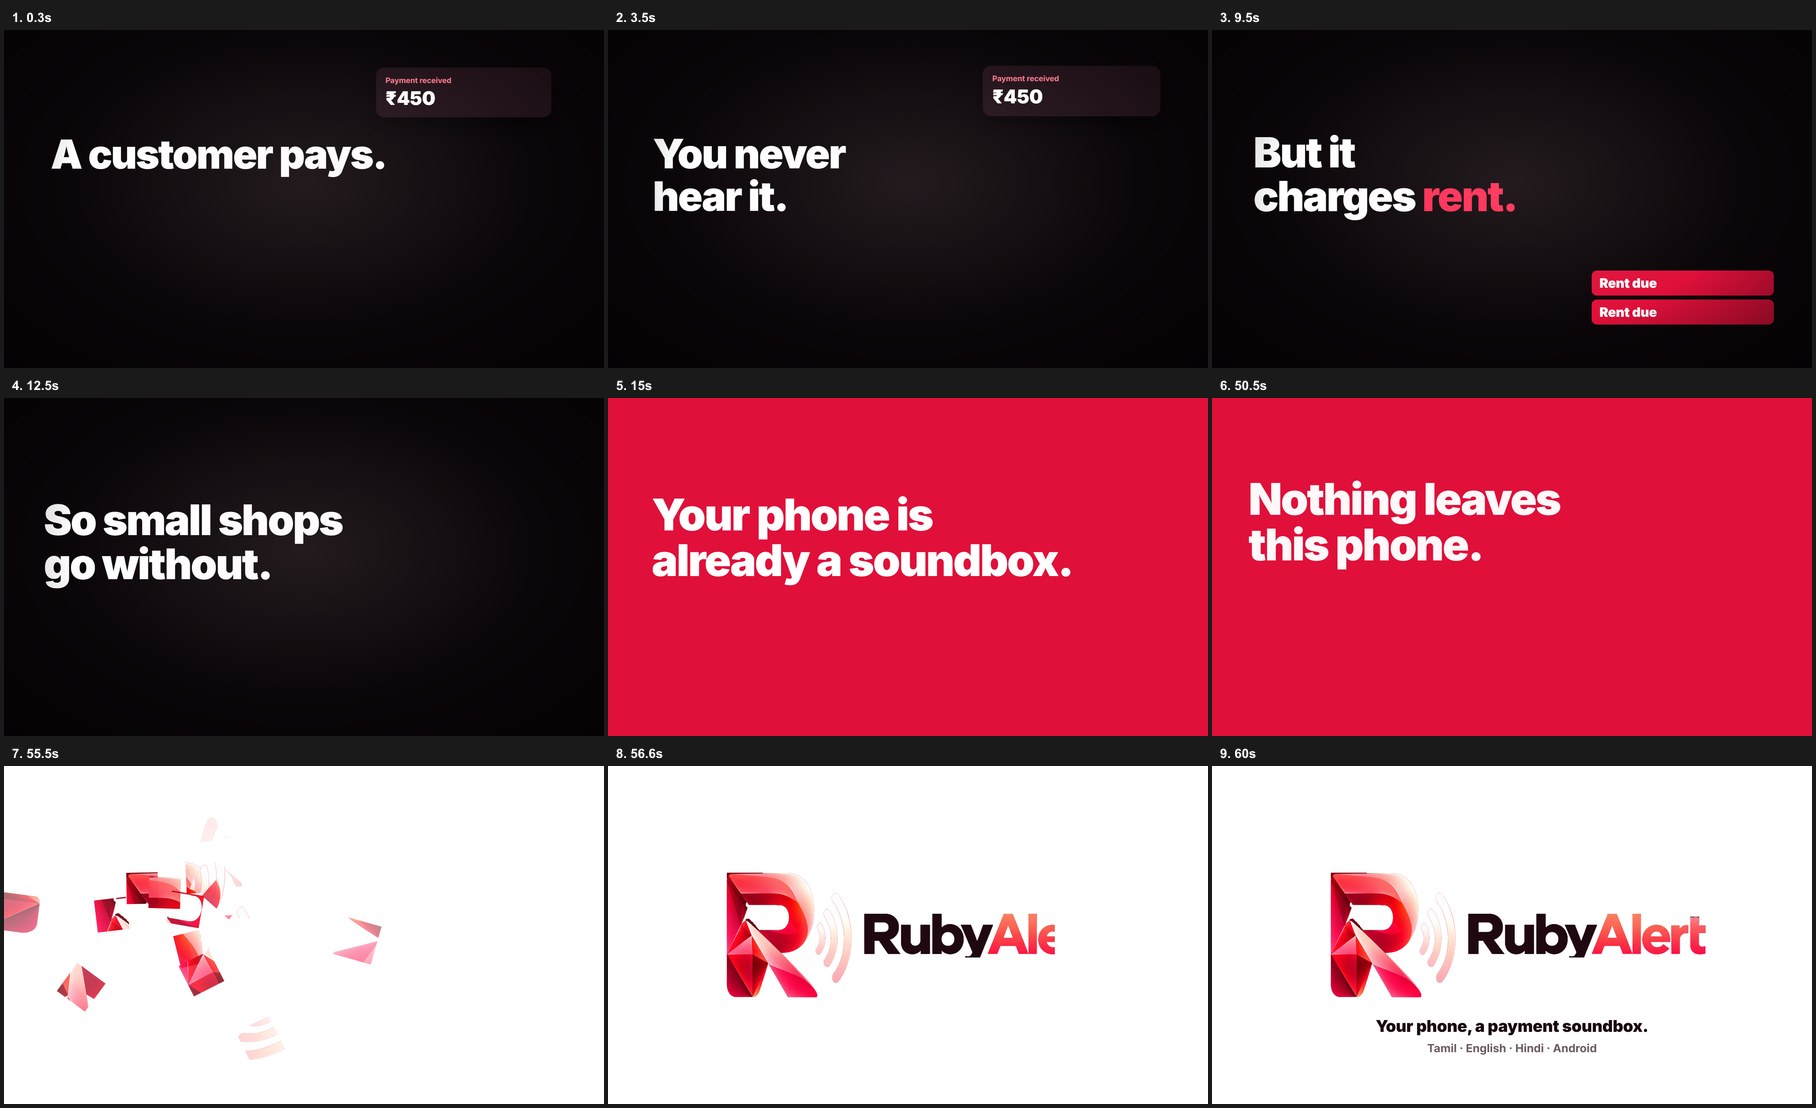 1. 0.3s
Payment received
₹450
A customer pays.
2. 3.5s
Payment received
₹450
You never
hear it.
3. 9.5s
But it
charges rent.
Rent due
Rent due
4. 12.5s
So small shops
go without.
5. 15s
Your phone is
already a soundbox.
6. 50.5s
Nothing leaves
this phone.
7. 55.5s
8. 56.6s
RubyAle
9. 60s
RubyAlert
Your phone, a payment soundbox.
Tamil · English · Hindi · Android